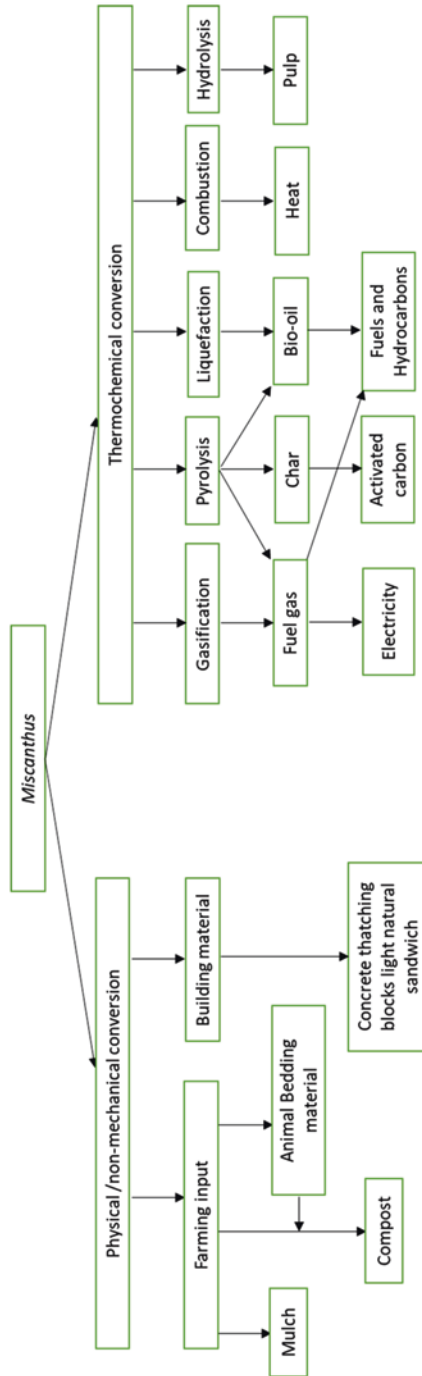 Miscanthus
Physical /non-mechanical conversion
Thermochemical conversion
Farming input
Building material
Gasification
Pyrolysis
Liquefaction
Combustion
Hydrolysis
Mulch
Animal Bedding
material
Fuel gas
Char
Bio-oil
Heat
Pulp
Compost
Concrete thatching
blocks light natural
sandwich
Electricity
Activated
carbon
Fuels and
Hydrocarbons